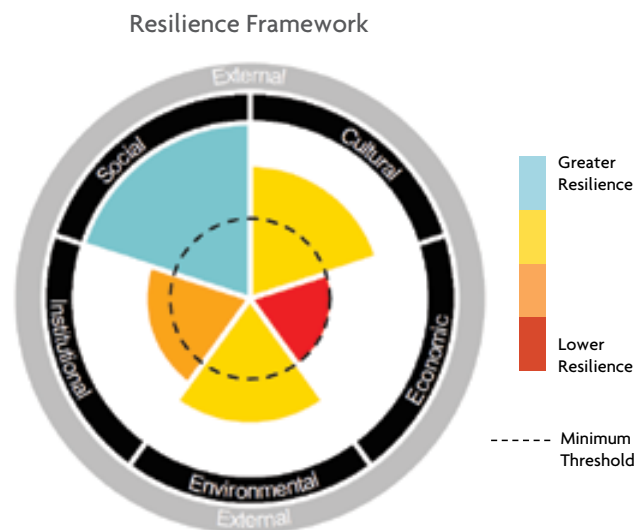 Resilience Framework
External
Social
Cultural
Institutional
Economic
Environmental
External
Greater
Resilience
Lower
Resilience
Minimum
Threshold